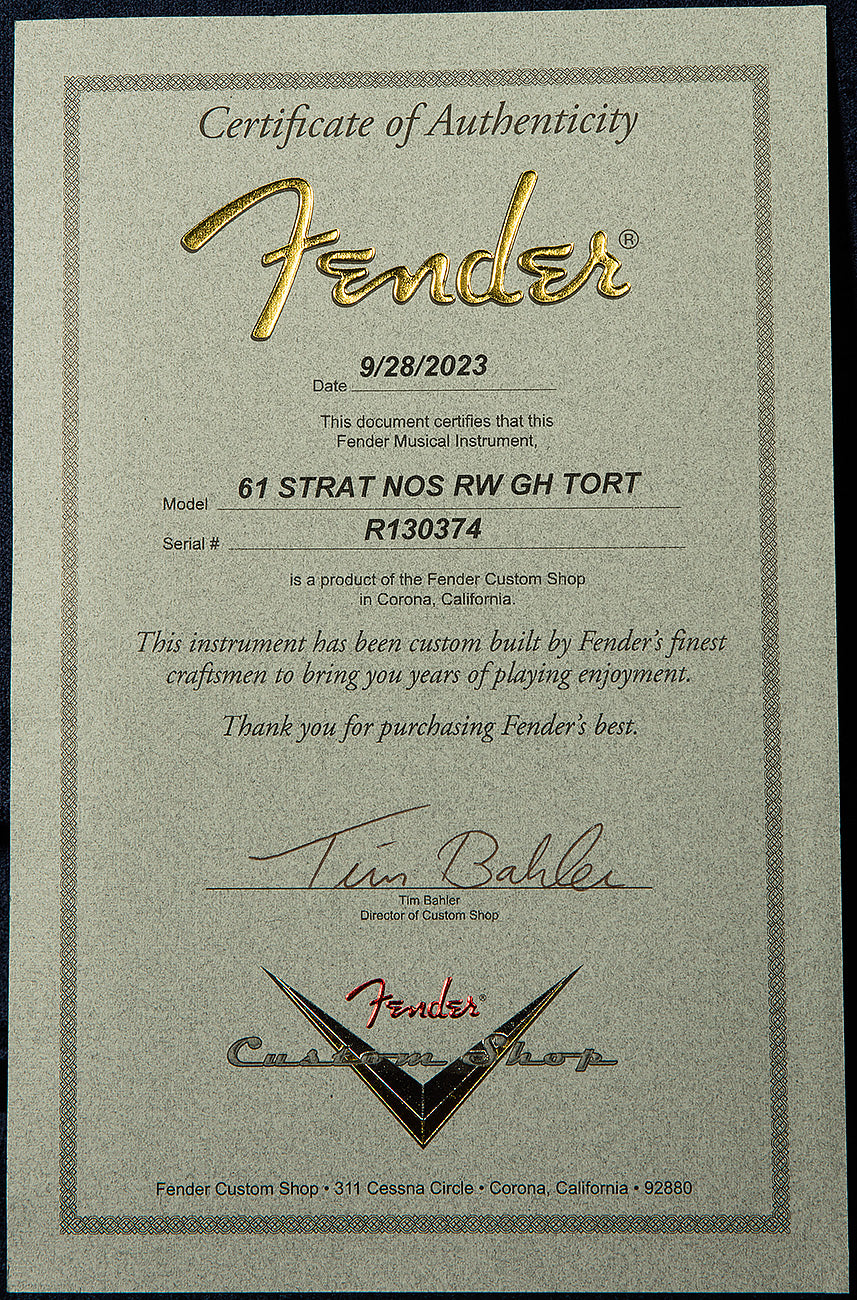 Certificate of Authenticity
Fender®
Date 9/28/2023
This document certifies that this
Fender Musical Instrument,
Model 61 STRAT NOS RW GH TORT
Serial # R130374
is a product of the Fender Custom Shop
in Corona, California.
This instrument has been custom built by Fender's finest
craftsmen to bring you years of playing enjoyment.
Thank you for purchasing Fender's best.
Tim Bahler
Tim Bahler
Director of Custom Shop
Fender®
Custom Shop
Fender Custom Shop • 311 Cessna Circle • Corona, California • 92880